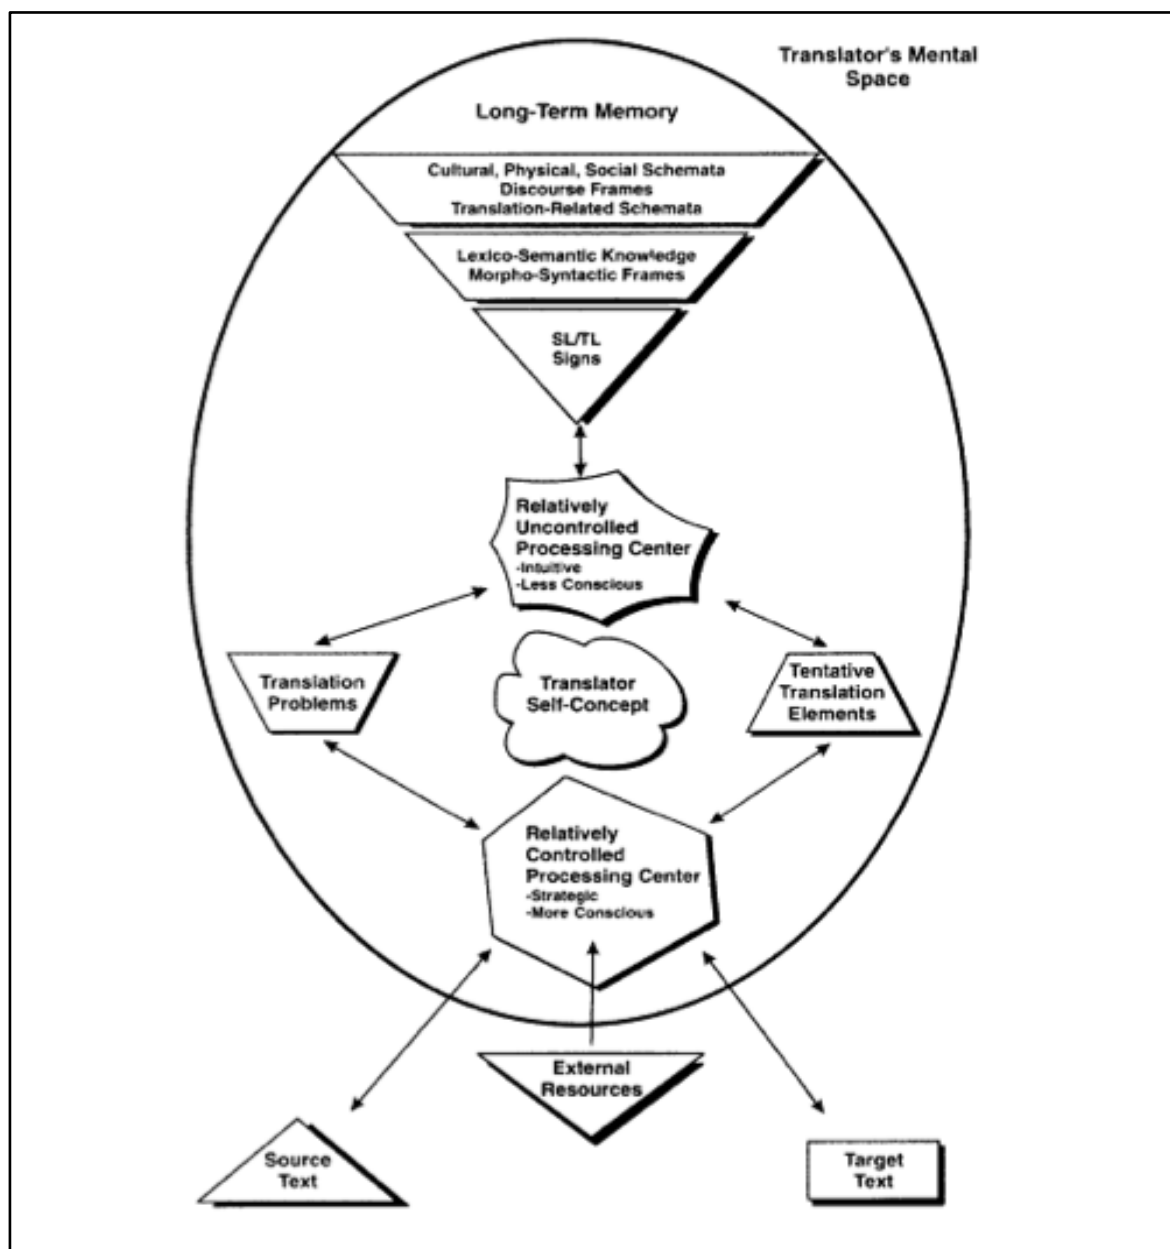 Translator's Mental
Space
Long-Term Memory
Cultural, Physical, Social Schemata
Discourse Frames
Translation-Related Schemata
Lexico-Semantic Knowledge
Morpho-Syntactic Frames
SL/TL
Signs
Relatively
Uncontrolled
Processing Center
-Intuitive
-Less Conscious
Translation
Problems
Translator
Self-Concept
Tentative
Translation
Elements
Relatively
Controlled
Processing Center
-Strategic
-More Conscious
External
Resources
Source
Text
Target
Text